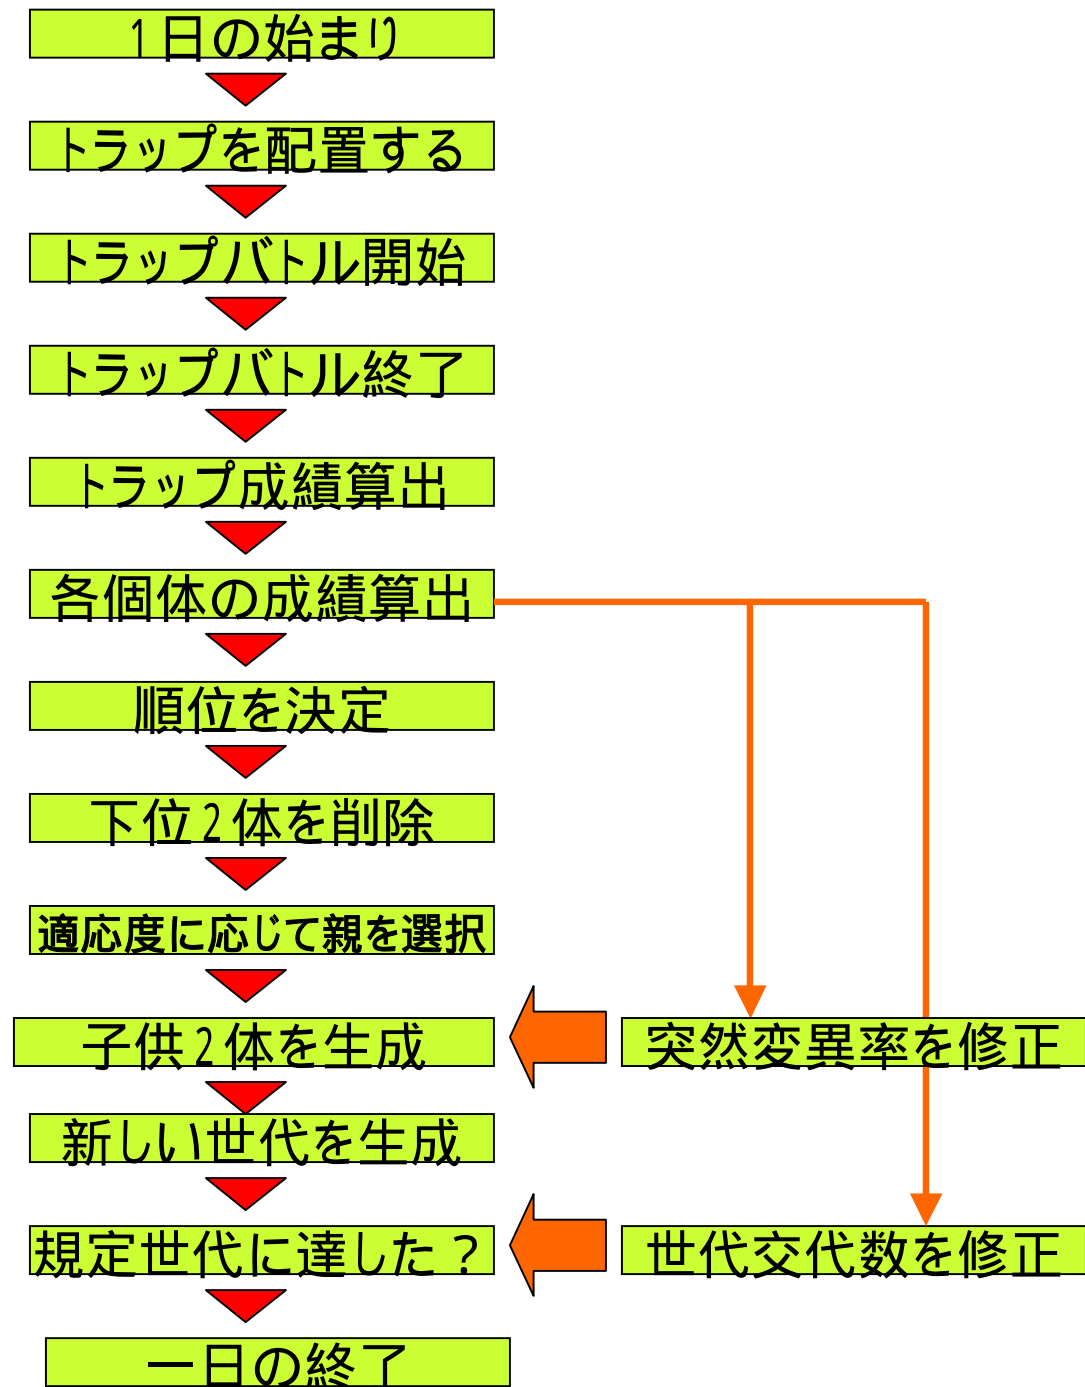 1日の始まり
トラップを配置する
トラップバトル開始
トラップバトル終了
トラップ成績算出
各個体の成績算出
順位を決定
下位2体を削除
適応度に応じて親を選択
子供2体を生成
突然変異率を修正
新しい世代を生成
規定世代に達した？
世代交代数を修正
一日の終了